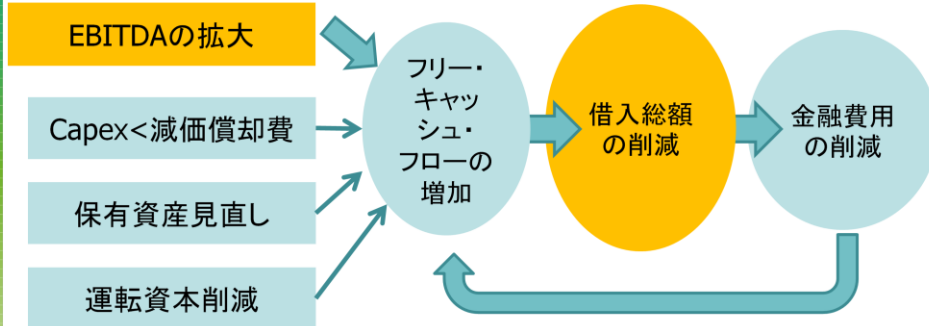 EBITDAの拡大
Capex<減価償却費
保有資産見直し
運転資本削減
フリー・
キャッ
シュ・
フローの
増加
借入総額
の削減
金融費用
の削減